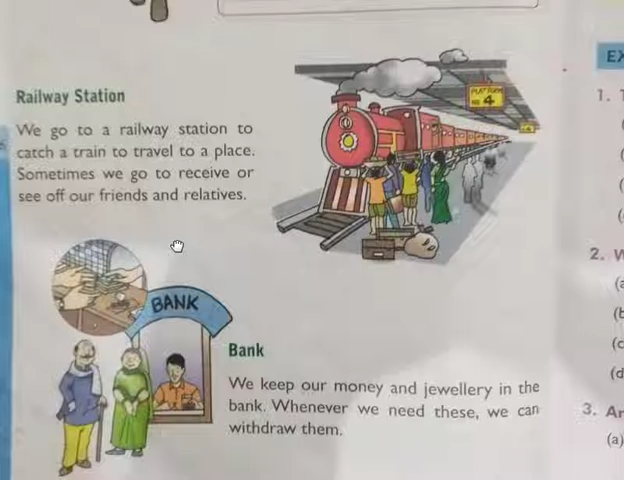 EX
Railway Station
PLATFORM
NO. 4
We go to a railway station to
catch a train to travel to a place.
Sometimes we go to receive or
see off our friends and relatives.
BANK
Bank
We keep our money and jewellery in the
bank. Whenever we need these, we can
withdraw them.
1. T
2. W
(b
(c
(d
3. Ar
(a)